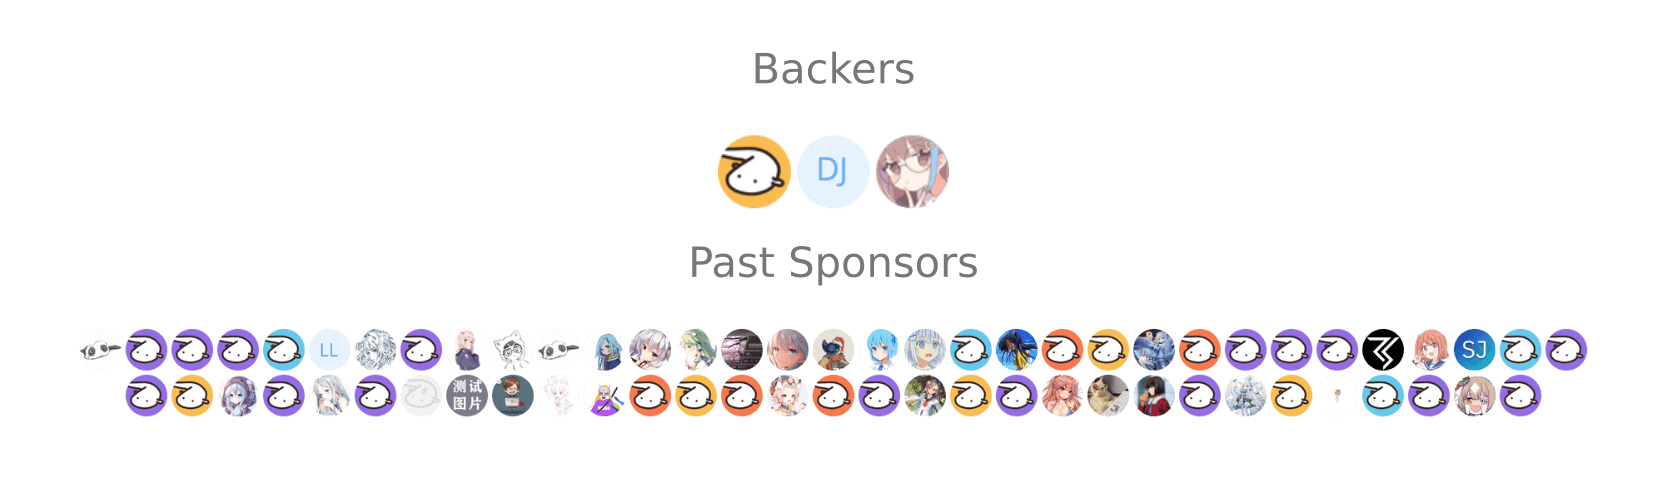 Backers
DJ
Past Sponsors
LL
SJ
测试
图片